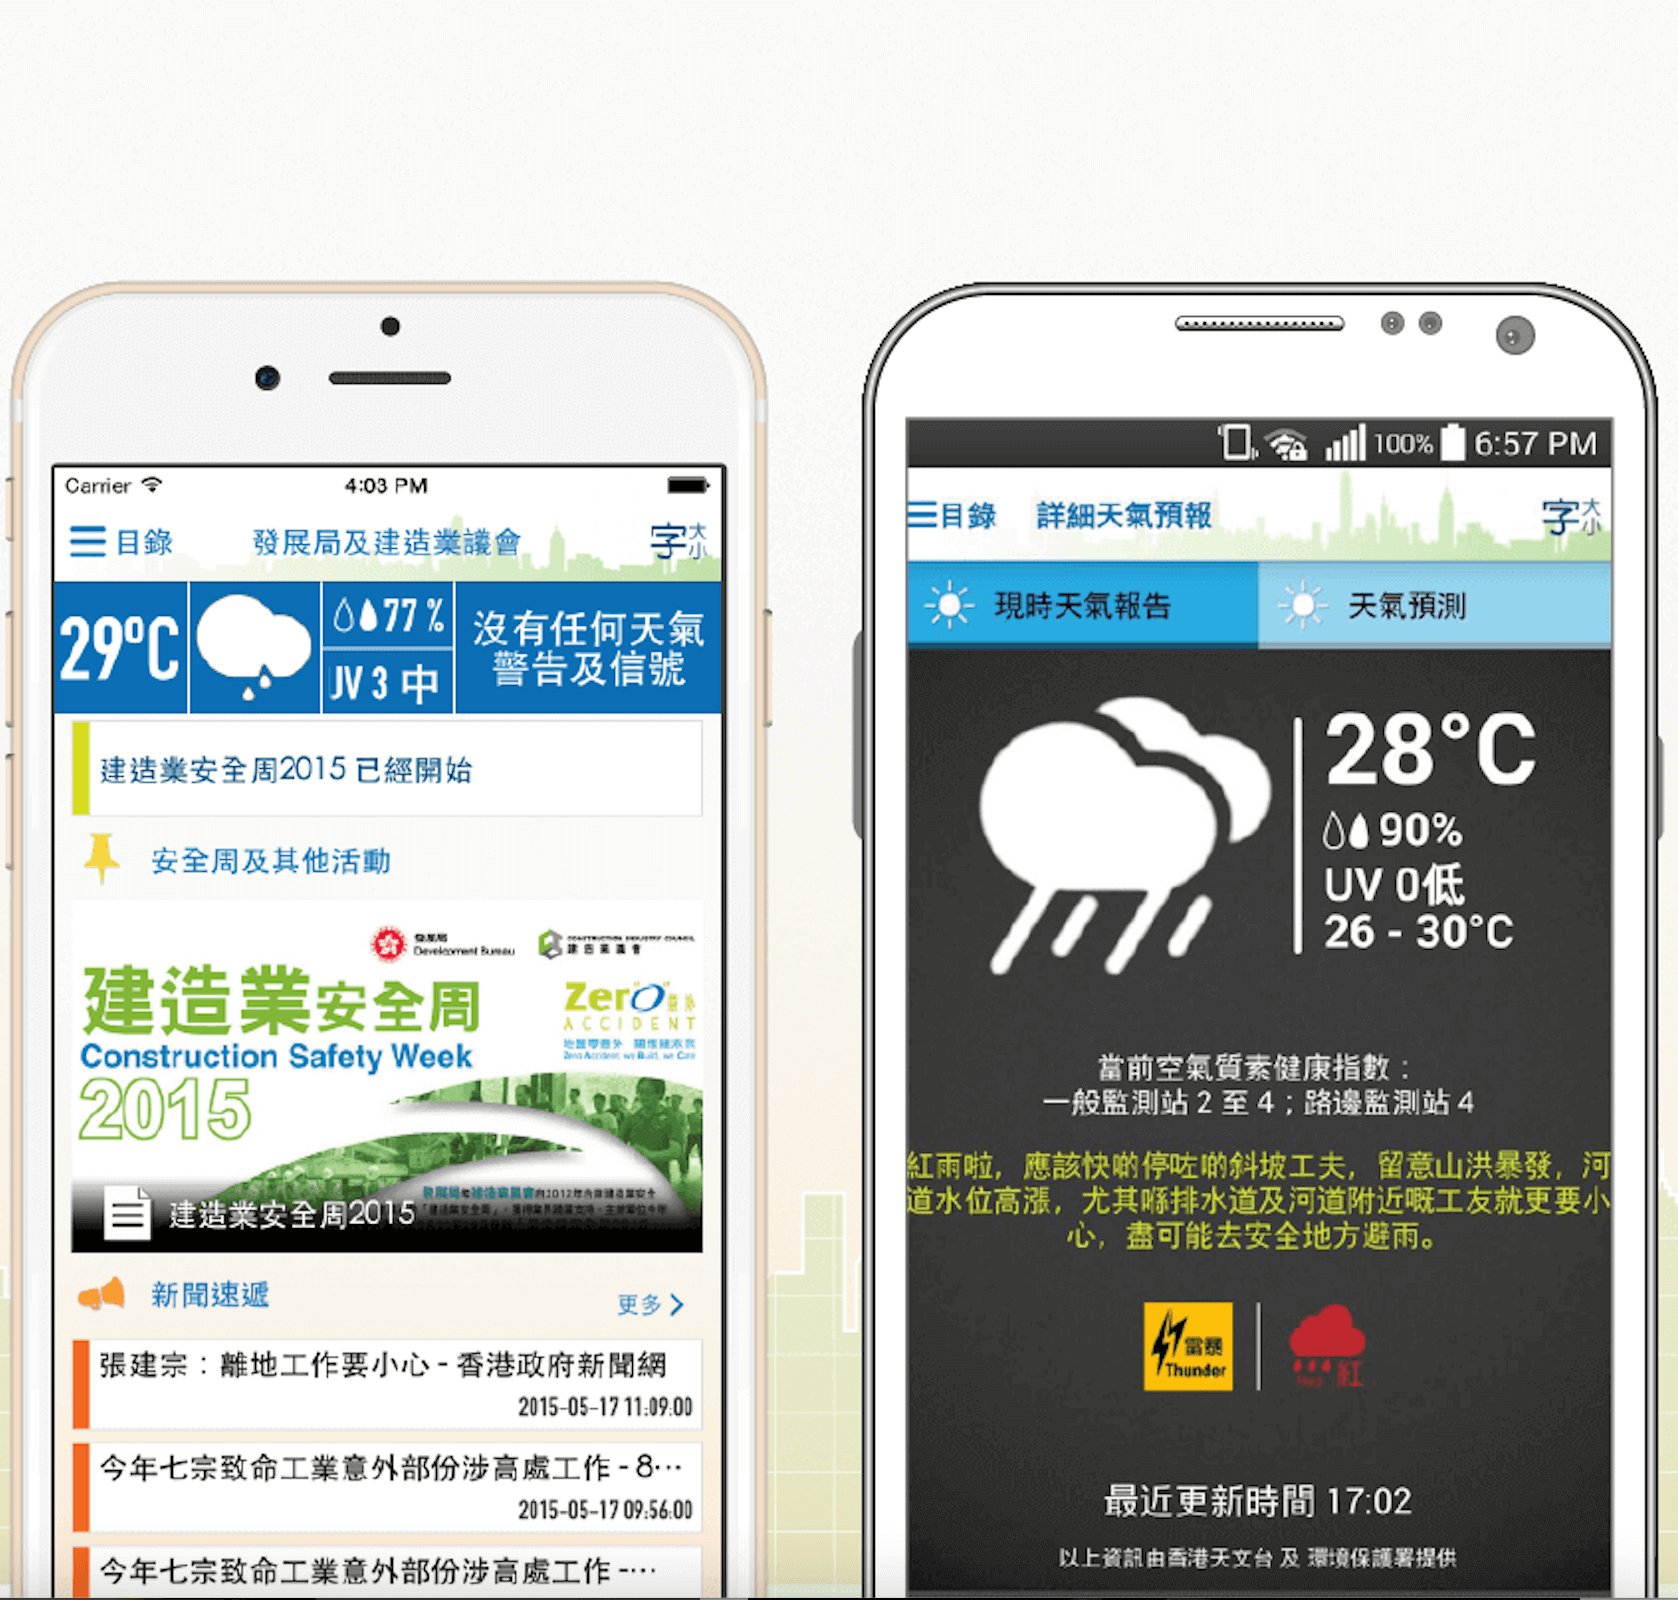 Carrier 4:03 PM
目錄 發展局及建造業議會 字大小
29°C 77% UV 3 中 沒有任何天氣
警告及信號
建造業安全周2015 已經開始
安全周及其他活動
發展局
Development Bureau
CONSTRUCTION INDUSTRY COUNCIL
建造業議會
建造業安全周
Construction Safety Week
2015
Zero意外
ACCIDENT
Zero Accident, we Build, we Care
建造業安全周2015
新聞速遞 更多
張建宗：離地工作要小心 - 香港政府新聞網
2015-05-17 11:09:00
今年七宗致命工業意外部份涉高處工作 - 8…
2015-05-17 09:56:00
今年七宗致命工業意外部份涉高處工作 -…
100% 6:57 PM
目錄 詳細天氣預報 字大小
現時天氣報告 天氣預測
28°C
90%
UV 0低
26 - 30°C
當前空氣質素健康指數：
一般監測站 2 至 4；路邊監測站 4
紅雨啦，應該快啲停咗啲斜坡工夫，留意山洪暴發，河
道水位高漲，尤其喺排水道及河道附近嘅工友就更要小
心，盡可能去安全地方避雨。
雷暴
Thunder
Red 紅
最近更新時間 17:02
以上資訊由香港天文台 及 環境保護署提供